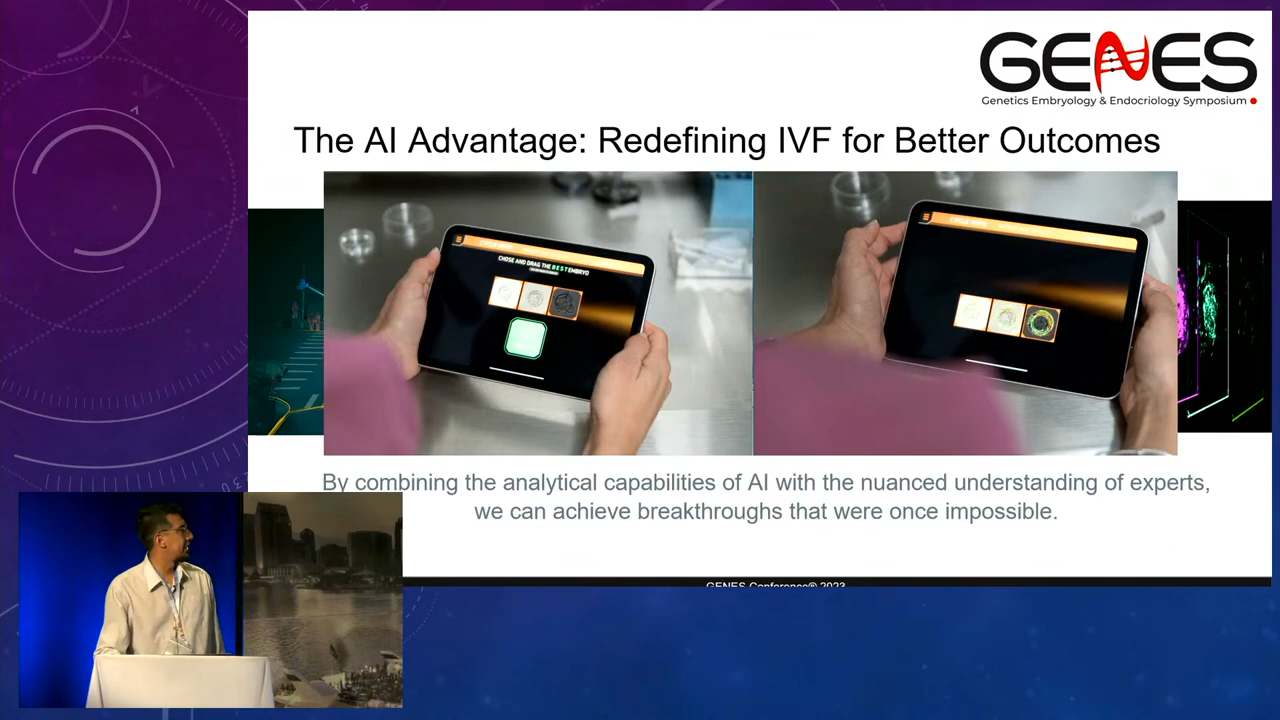 GENES
Genetics Embryology & Endocriology Symposium
The AI Advantage: Redefining IVF for Better Outcomes
CHOSE AND DRAG THE BEST EMBRYO
By combining the analytical capabilities of AI with the nuanced understanding of experts,
we can achieve breakthroughs that were once impossible.
GENES Conference® 2023
30